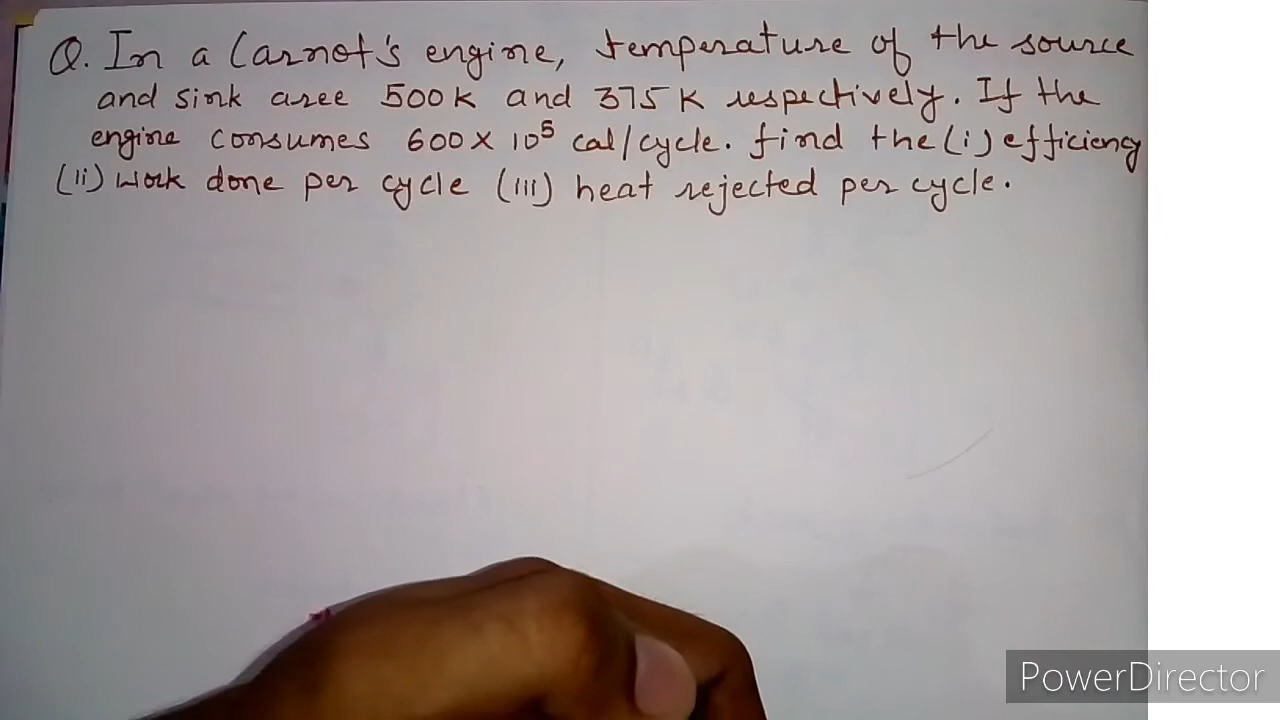 Q. In a Carnot's engine, temperature of the source
and sink aree 500K and 375K respectively. If the
engine consumes 600 × 10⁵ cal/cycle. find the (i) efficiency
(ii) work done per cycle (iii) heat rejected per cycle.
PowerDirector